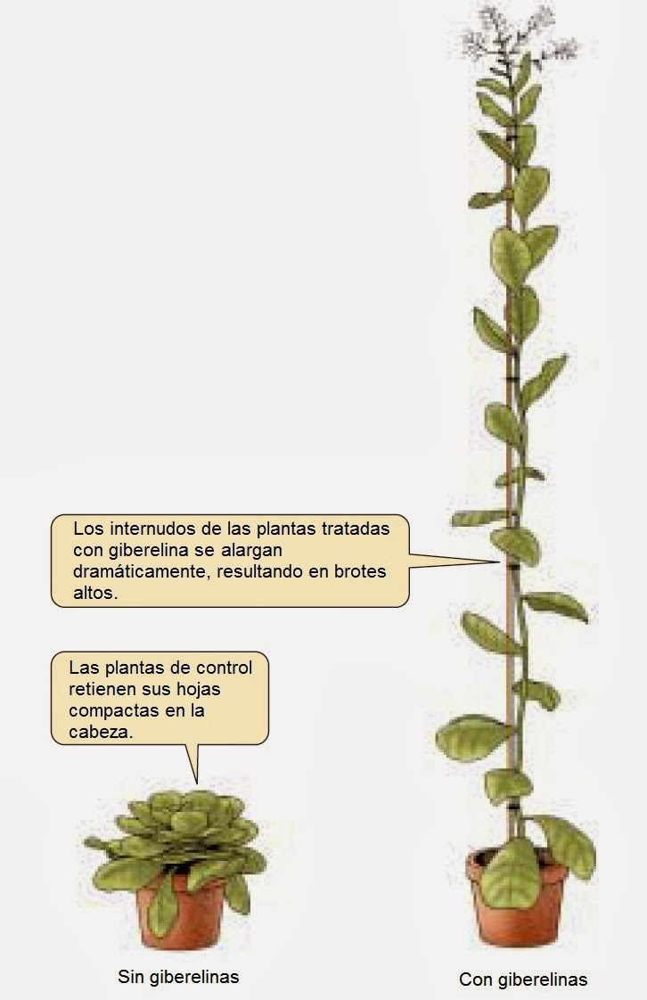 Los internudos de las plantas tratadas
con giberelina se alargan
dramáticamente, resultando en brotes
altos.
Las plantas de control
retienen sus hojas
compactas en la
cabeza.
Sin giberelinas
Con giberelinas